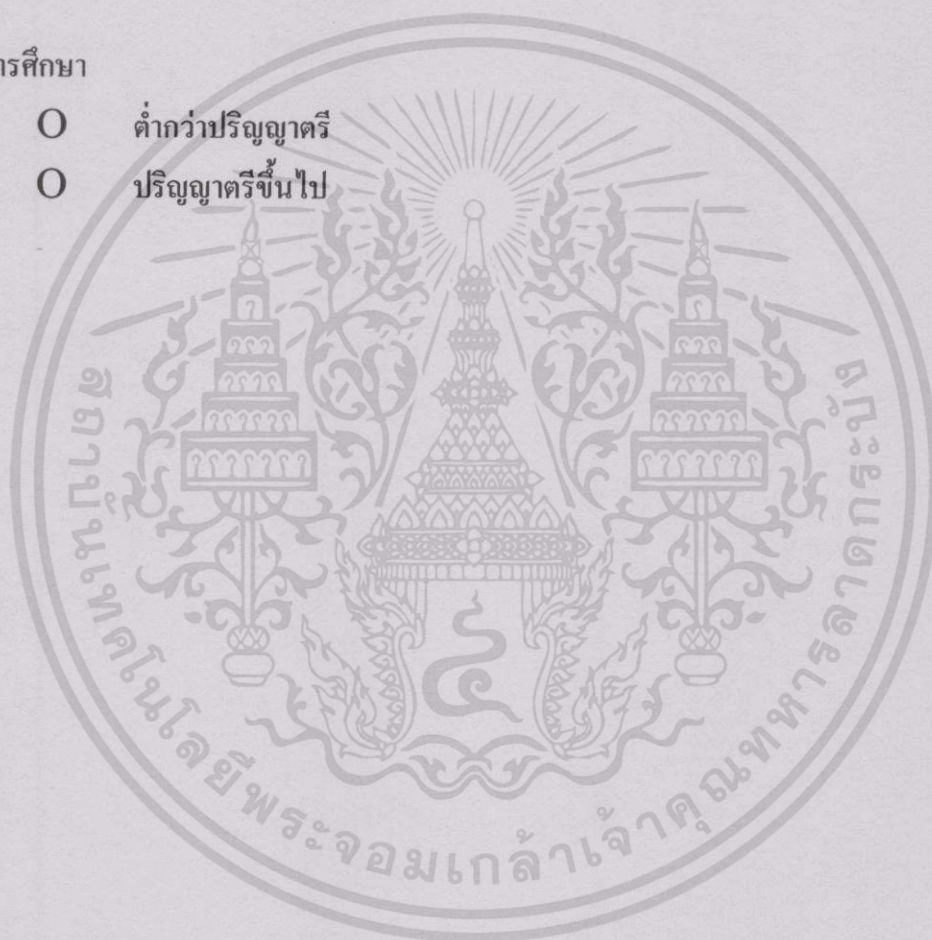 ารศึกษา
O ต่ำกว่าปริญญาตรี
O ปริญญาตรีขึ้นไป
สถาบันเทคโนโลยีพระจอมเกล้าเจ้าคุณทหารลาดกระบัง
๔